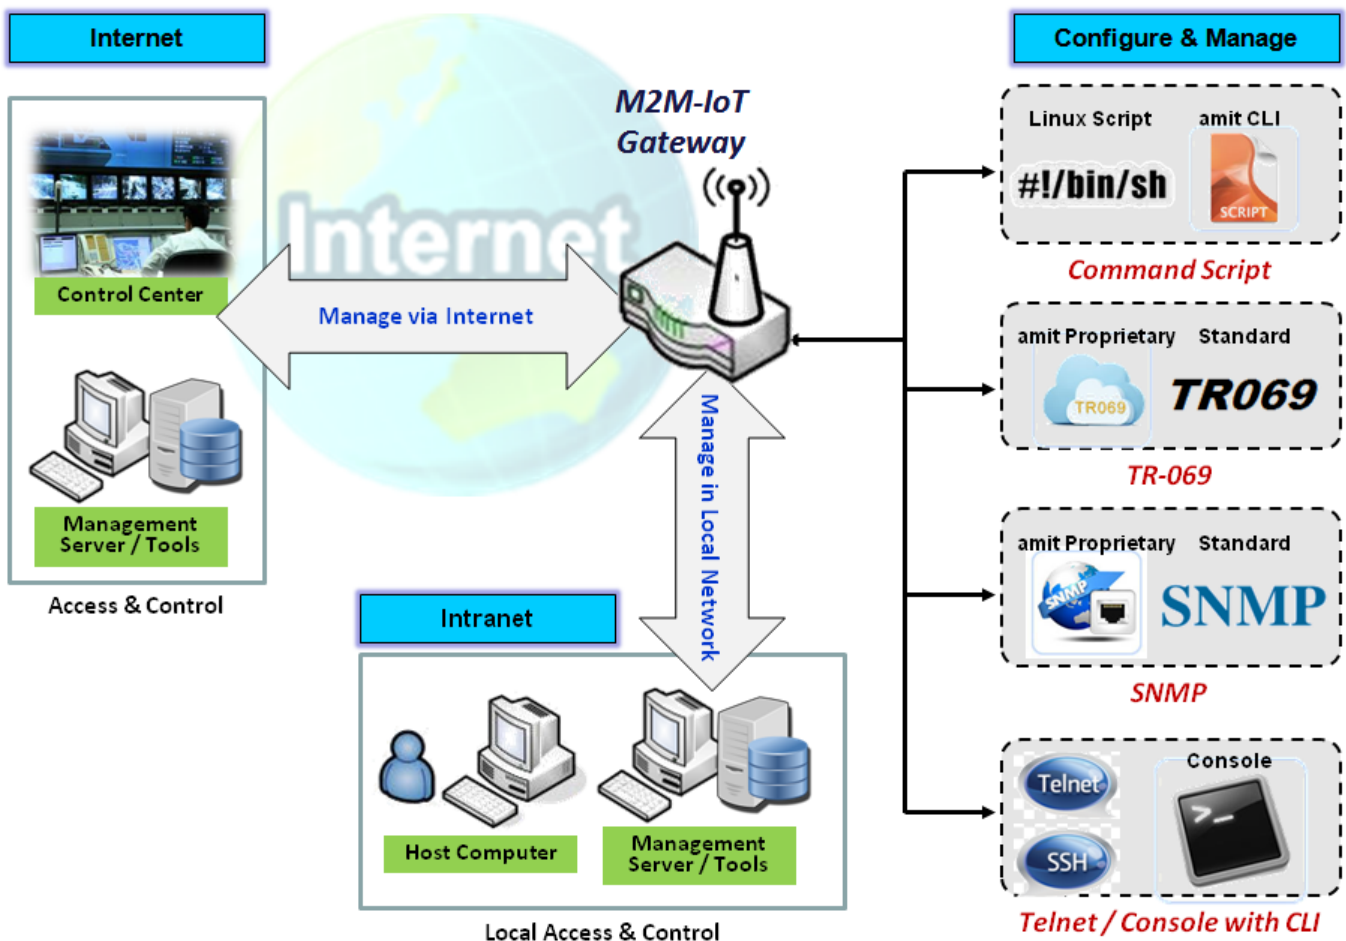 Internet
Configure & Manage
M2M-IoT
Gateway
Internet
Control Center
Manage via Internet
Management
Server / Tools
Access & Control
Manage in Local Network
Intranet
Host Computer
Management
Server / Tools
Local Access & Control
Linux Script
amit CLI
#!/bin/sh
SCRIPT
Command Script
amit Proprietary
Standard
TR069
TR069
TR-069
amit Proprietary
Standard
SNMP
SNMP
SNMP
Telnet
Console
>_
SSH
Telnet / Console with CLI